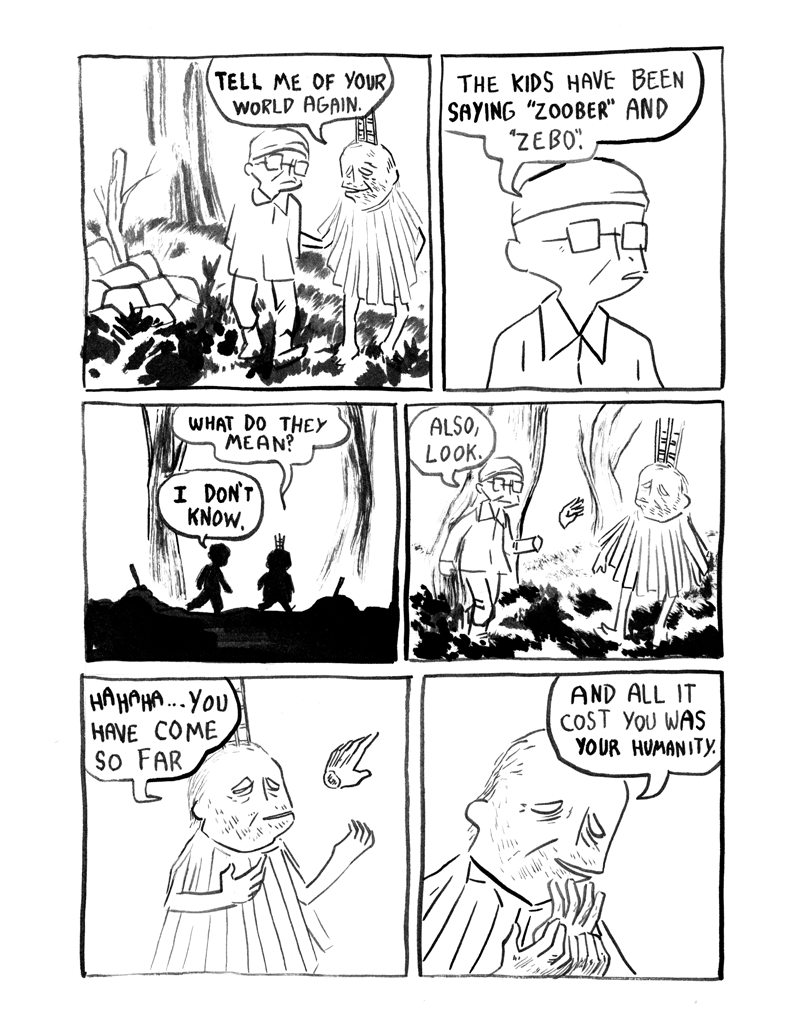 TELL ME OF YOUR
WORLD AGAIN.
THE KIDS HAVE BEEN
SAYING "ZOOBER" AND
"ZEBO".
WHAT DO THEY
MEAN?
I DON'T
KNOW.
ALSO,
LOOK.
HAHAHA...YOU
HAVE COME
SO FAR
AND ALL IT
COST YOU WAS
YOUR HUMANITY.